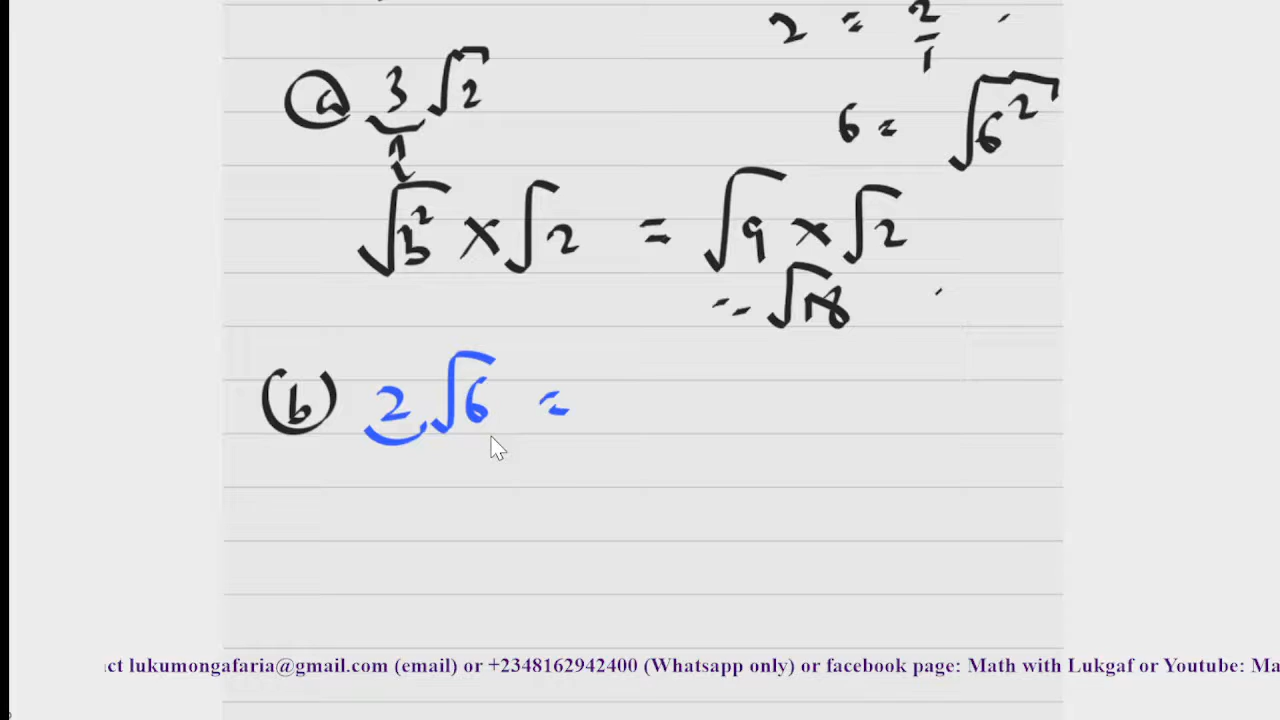 2 = 2/1
(a) 3√2
6 = √6²
√3² × √2 = √9 × √2
= √18
(b) 2√6 =
ct lukumongafaria@gmail.com (email) or +2348162942400 (Whatsapp only) or facebook page: Math with Lukgaf or Youtube: Ma